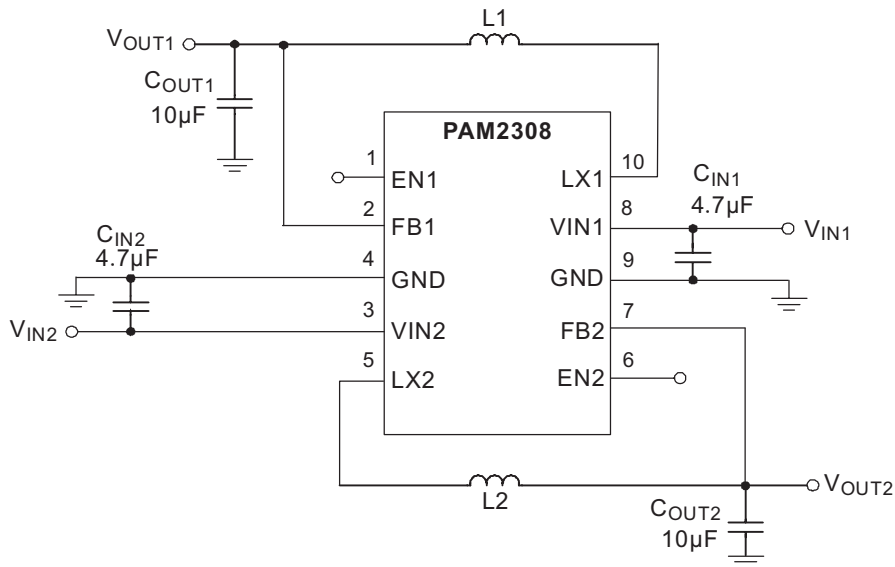 VOUT1
L1
COUT1
10µF
PAM2308
1
EN1
LX1
10
CIN1
4.7µF
2
FB1
VIN1
8
VIN1
CIN2
4.7µF
4
GND
GND
9
VIN2
3
VIN2
FB2
7
5
LX2
EN2
6
L2
VOUT2
COUT2
10µF